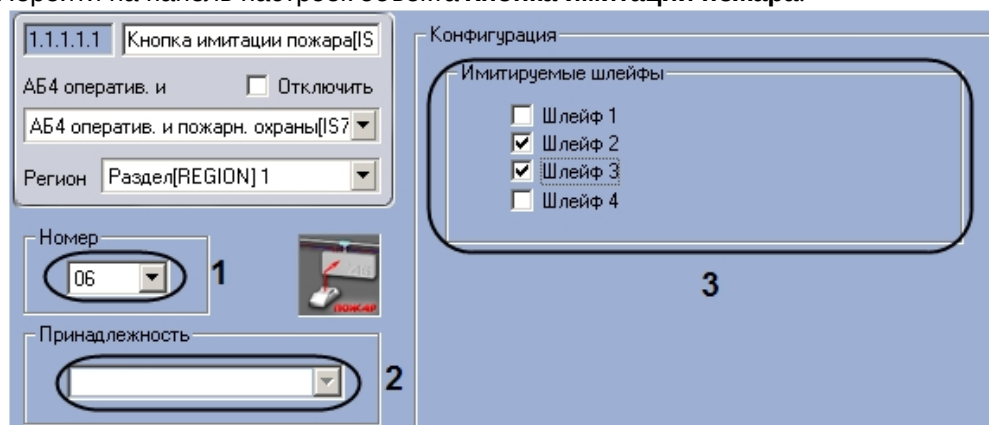 Перейти на панель настройки объекта Кнопка имитации пожара.
1.1.1.1.1 Кнопка имитации пожара[IS
АБ4 оператив. и Отключить
АБ4 оператив. и пожарн. охраны[IS7
Регион Раздел[REGION] 1
Номер
06
1
ПОЖАР
Принадлежность
2
Конфигурация
Имитируемые шлейфы
Шлейф 1
Шлейф 2
Шлейф 3
Шлейф 4
3